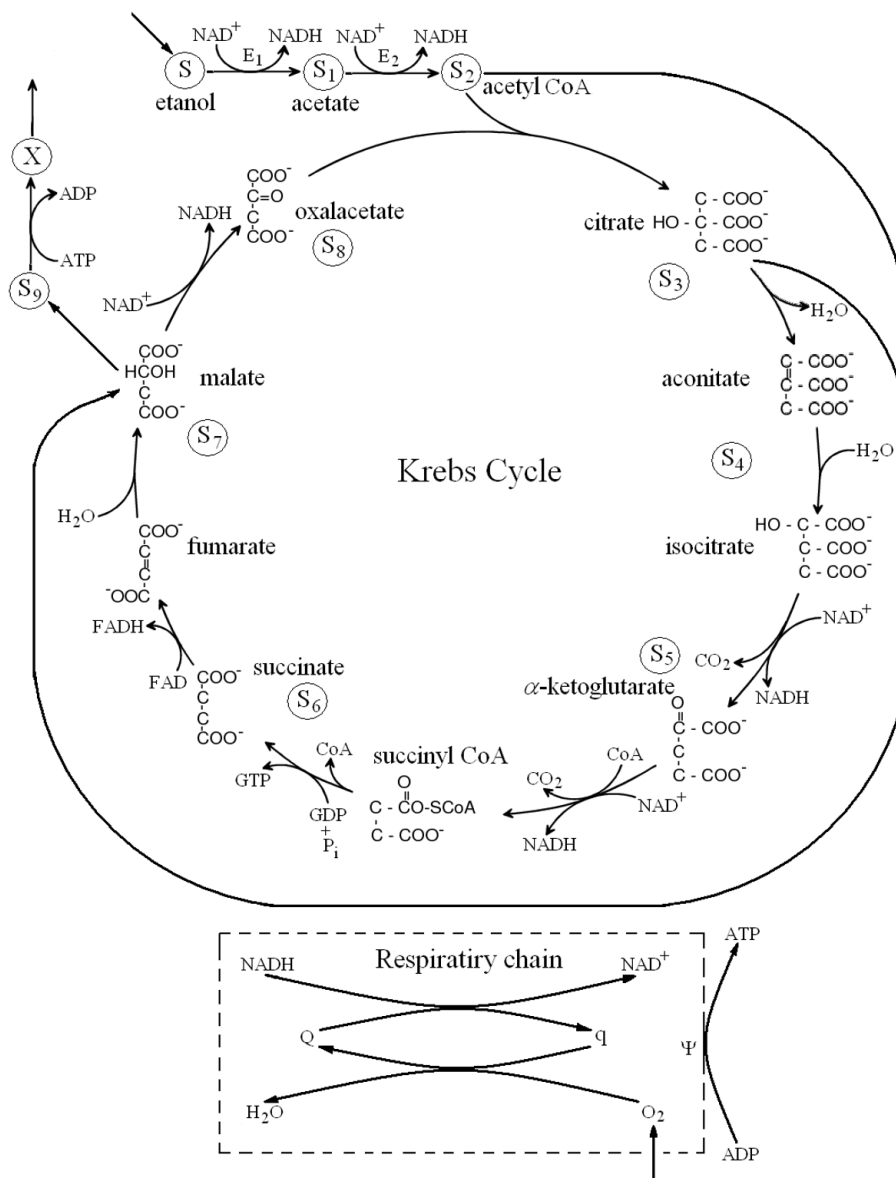 NAD⁺ NADH NAD⁺ NADH
S E₁ S₁ E₂ S₂
etanol acetate acetyl CoA
X
ADP
ATP
S₉
NADH
NAD⁺
COO⁻
C=O
C
COO⁻
oxalacetate
S₈
citrate
C - COO⁻
HO - C - COO⁻
C - COO⁻
S₃
H₂O
aconitate
C - COO⁻
C - COO⁻
C - COO⁻
S₄
H₂O
COO⁻
HCOH
C
COO⁻
malate
S₇
Krebs Cycle
H₂O
isocitrate
HO - C - COO⁻
C - COO⁻
C - COO⁻
COO⁻
C
C
⁻OOC
fumarate
NAD⁺
CO₂
NADH
FADH
FAD
succinate
S₆
COO⁻
C
C
COO⁻
S₅
α-ketoglutarate
O
C - COO⁻
C
C - COO⁻
CoA
CO₂
NAD⁺
NADH
succinyl CoA
O
C - CO-SCoA
C - COO⁻
CoA
GTP
GDP
+
Pᵢ
Respiratiry chain
NADH NAD⁺
Q q
H₂O O₂
ATP
Ψ
ADP